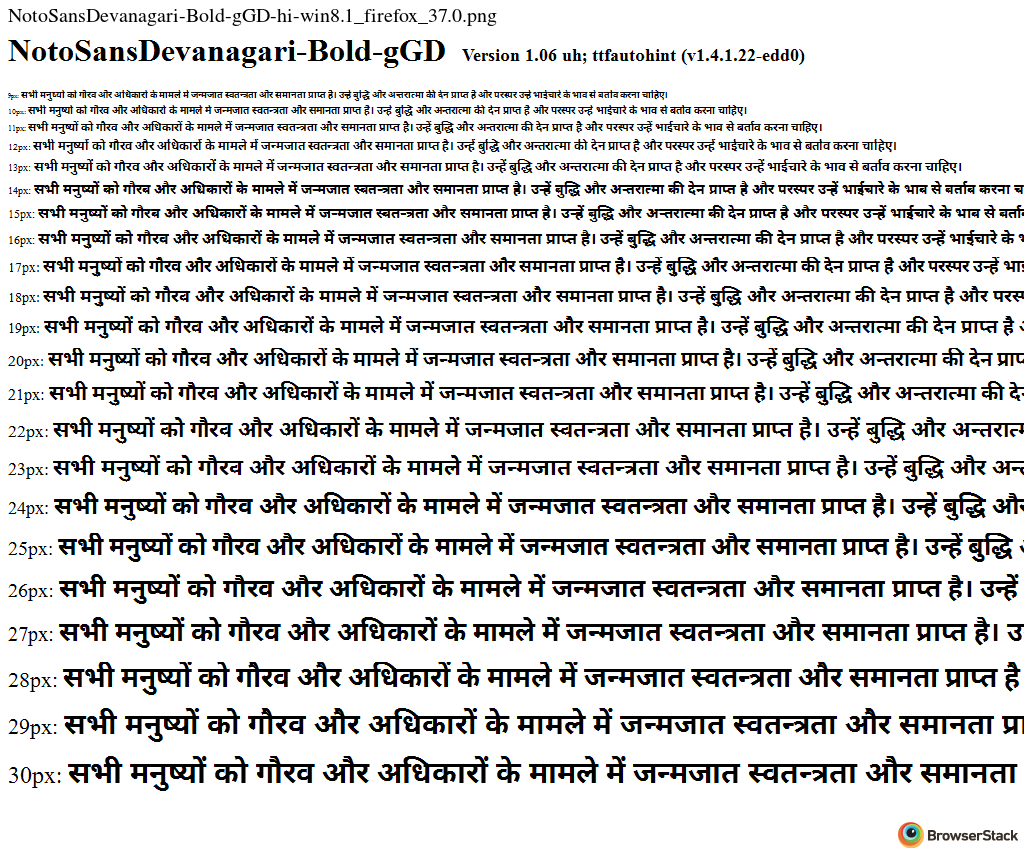 NotoSansDevanagari-Bold-gGD-hi-win8.1_firefox_37.0.png
NotoSansDevanagari-Bold-gGD Version 1.06 uh; ttfautohint (v1.4.1.22-edd0)
9px: सभी मनुष्यों को गौरव और अधिकारों के मामले में जन्मजात स्वतन्त्रता और समानता प्राप्त है। उन्हें बुद्धि और अन्तरात्मा की देन प्राप्त है और परस्पर उन्हें भाईचारे के भाव से बर्ताव करना चाहिए।
10px: सभी मनुष्यों को गौरव और अधिकारों के मामले में जन्मजात स्वतन्त्रता और समानता प्राप्त है। उन्हें बुद्धि और अन्तरात्मा की देन प्राप्त है और परस्पर उन्हें भाईचारे के भाव से बर्ताव करना चाहिए।
11px: सभी मनुष्यों को गौरव और अधिकारों के मामले में जन्मजात स्वतन्त्रता और समानता प्राप्त है। उन्हें बुद्धि और अन्तरात्मा की देन प्राप्त है और परस्पर उन्हें भाईचारे के भाव से बर्ताव करना चाहिए।
12px: सभी मनुष्यों को गौरव और अधिकारों के मामले में जन्मजात स्वतन्त्रता और समानता प्राप्त है। उन्हें बुद्धि और अन्तरात्मा की देन प्राप्त है और परस्पर उन्हें भाईचारे के भाव से बर्ताव करना चाहिए।
13px: सभी मनुष्यों को गौरव और अधिकारों के मामले में जन्मजात स्वतन्त्रता और समानता प्राप्त है। उन्हें बुद्धि और अन्तरात्मा की देन प्राप्त है और परस्पर उन्हें भाईचारे के भाव से बर्ताव करना चाहिए।
14px: सभी मनुष्यों को गौरव और अधिकारों के मामले में जन्मजात स्वतन्त्रता और समानता प्राप्त है। उन्हें बुद्धि और अन्तरात्मा की देन प्राप्त है और परस्पर उन्हें भाईचारे के भाव से बर्ताव करना
15px: सभी मनुष्यों को गौरव और अधिकारों के मामले में जन्मजात स्वतन्त्रता और समानता प्राप्त है। उन्हें बुद्धि और अन्तरात्मा की देन प्राप्त है और परस्पर उन्हें भाईचारे के भाव से
16px: सभी मनुष्यों को गौरव और अधिकारों के मामले में जन्मजात स्वतन्त्रता और समानता प्राप्त है। उन्हें बुद्धि और अन्तरात्मा की देन प्राप्त है और परस्पर उन्हें भाईचारे के
17px: सभी मनुष्यों को गौरव और अधिकारों के मामले में जन्मजात स्वतन्त्रता और समानता प्राप्त है। उन्हें बुद्धि और अन्तरात्मा की देन प्राप्त है और परस्पर उन्हें
18px: सभी मनुष्यों को गौरव और अधिकारों के मामले में जन्मजात स्वतन्त्रता और समानता प्राप्त है। उन्हें बुद्धि और अन्तरात्मा की देन प्राप्त है और
19px: सभी मनुष्यों को गौरव और अधिकारों के मामले में जन्मजात स्वतन्त्रता और समानता प्राप्त है। उन्हें बुद्धि और अन्तरात्मा की देन प्राप्त है
20px: सभी मनुष्यों को गौरव और अधिकारों के मामले में जन्मजात स्वतन्त्रता और समानता प्राप्त है। उन्हें बुद्धि और अन्तरात्मा की देन
21px: सभी मनुष्यों को गौरव और अधिकारों के मामले में जन्मजात स्वतन्त्रता और समानता प्राप्त है। उन्हें बुद्धि और अन्तरात्मा की
22px: सभी मनुष्यों को गौरव और अधिकारों के मामले में जन्मजात स्वतन्त्रता और समानता प्राप्त है। उन्हें बुद्धि और
23px: सभी मनुष्यों को गौरव और अधिकारों के मामले में जन्मजात स्वतन्त्रता और समानता प्राप्त है। उन्हें बुद्धि और
24px: सभी मनुष्यों को गौरव और अधिकारों के मामले में जन्मजात स्वतन्त्रता और समानता प्राप्त है। उन्हें बुद्धि और
25px: सभी मनुष्यों को गौरव और अधिकारों के मामले में जन्मजात स्वतन्त्रता और समानता प्राप्त है। उन्हें बुद्धि
26px: सभी मनुष्यों को गौरव और अधिकारों के मामले में जन्मजात स्वतन्त्रता और समानता प्राप्त है। उन्हें
27px: सभी मनुष्यों को गौरव और अधिकारों के मामले में जन्मजात स्वतन्त्रता और समानता प्राप्त है।
28px: सभी मनुष्यों को गौरव और अधिकारों के मामले में जन्मजात स्वतन्त्रता और समानता प्राप्त है
29px: सभी मनुष्यों को गौरव और अधिकारों के मामले में जन्मजात स्वतन्त्रता और समानता
30px: सभी मनुष्यों को गौरव और अधिकारों के मामले में जन्मजात स्वतन्त्रता और समानता
BrowserStack